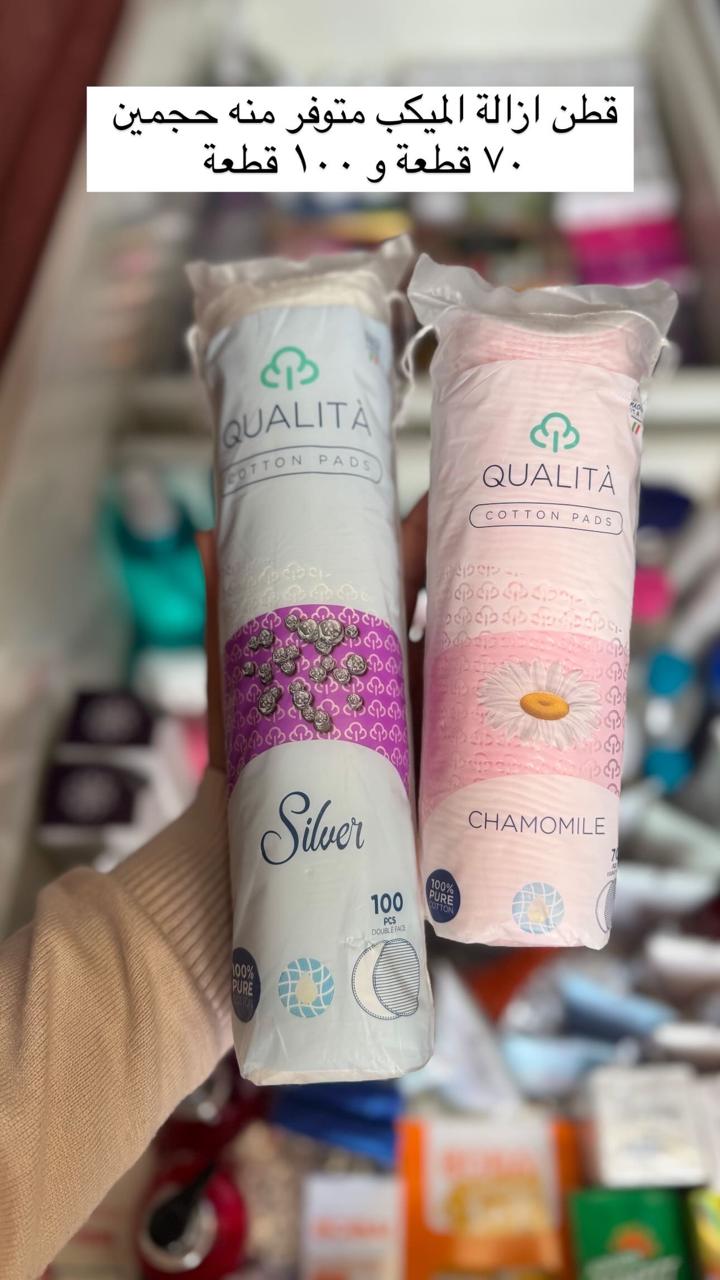 قطن ازالة الميكب متوفر منه حجمين
٧٠ قطعة و ١٠٠ قطعة
QUALITÀ
COTTON PADS
Silver
100
PCS
DOUBLE FACE
100%
PURE
COTTON
QUALITÀ
COTTON PADS
CHAMOMILE
100%
PURE
COTTON